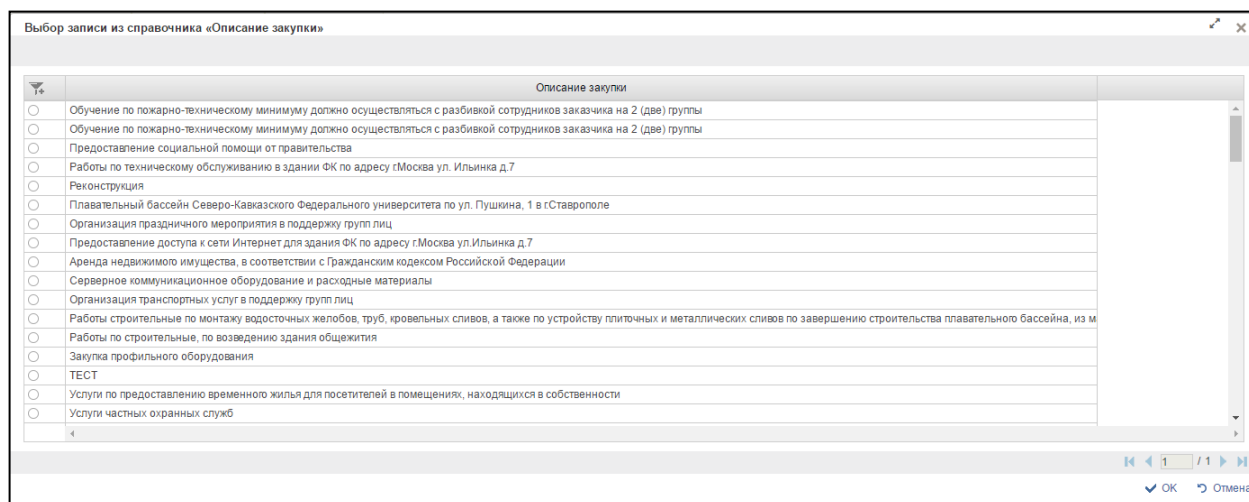 Выбор записи из справочника «Описание закупки»
Описание закупки
Обучение по пожарно-техническому минимуму должно осуществляться с разбивкой сотрудников заказчика на 2 (две) группы
Обучение по пожарно-техническому минимуму должно осуществляться с разбивкой сотрудников заказчика на 2 (две) группы
Предоставление социальной помощи от правительства
Работы по техническому обслуживанию в здании ФК по адресу г.Москва ул. Ильинка д.7
Реконструкция
Плавательный бассейн Северо-Кавказского Федерального университета по ул. Пушкина, 1 в г.Ставрополе
Организация праздничного мероприятия в поддержку групп лиц
Предоставление доступа к сети Интернет для здания ФК по адресу г.Москва ул.Ильинка д.7
Аренда недвижимого имущества, в соответствии с Гражданским кодексом Российской Федерации
Серверное коммуникационное оборудование и расходные материалы
Организация транспортных услуг в поддержку групп лиц
Работы строительные по монтажу водосточных желобов, труб, кровельных сливов, а также по устройству плиточных и металлических сливов по завершению строительства плавательного бассейна, из м
Работы по строительные, по возведению здания общежития
Закупка профильного оборудования
ТЕСТ
Услуги по предоставлению временного жилья для посетителей в помещениях, находящихся в собственности
Услуги частных охранных служб
1 / 1
OK Отмена